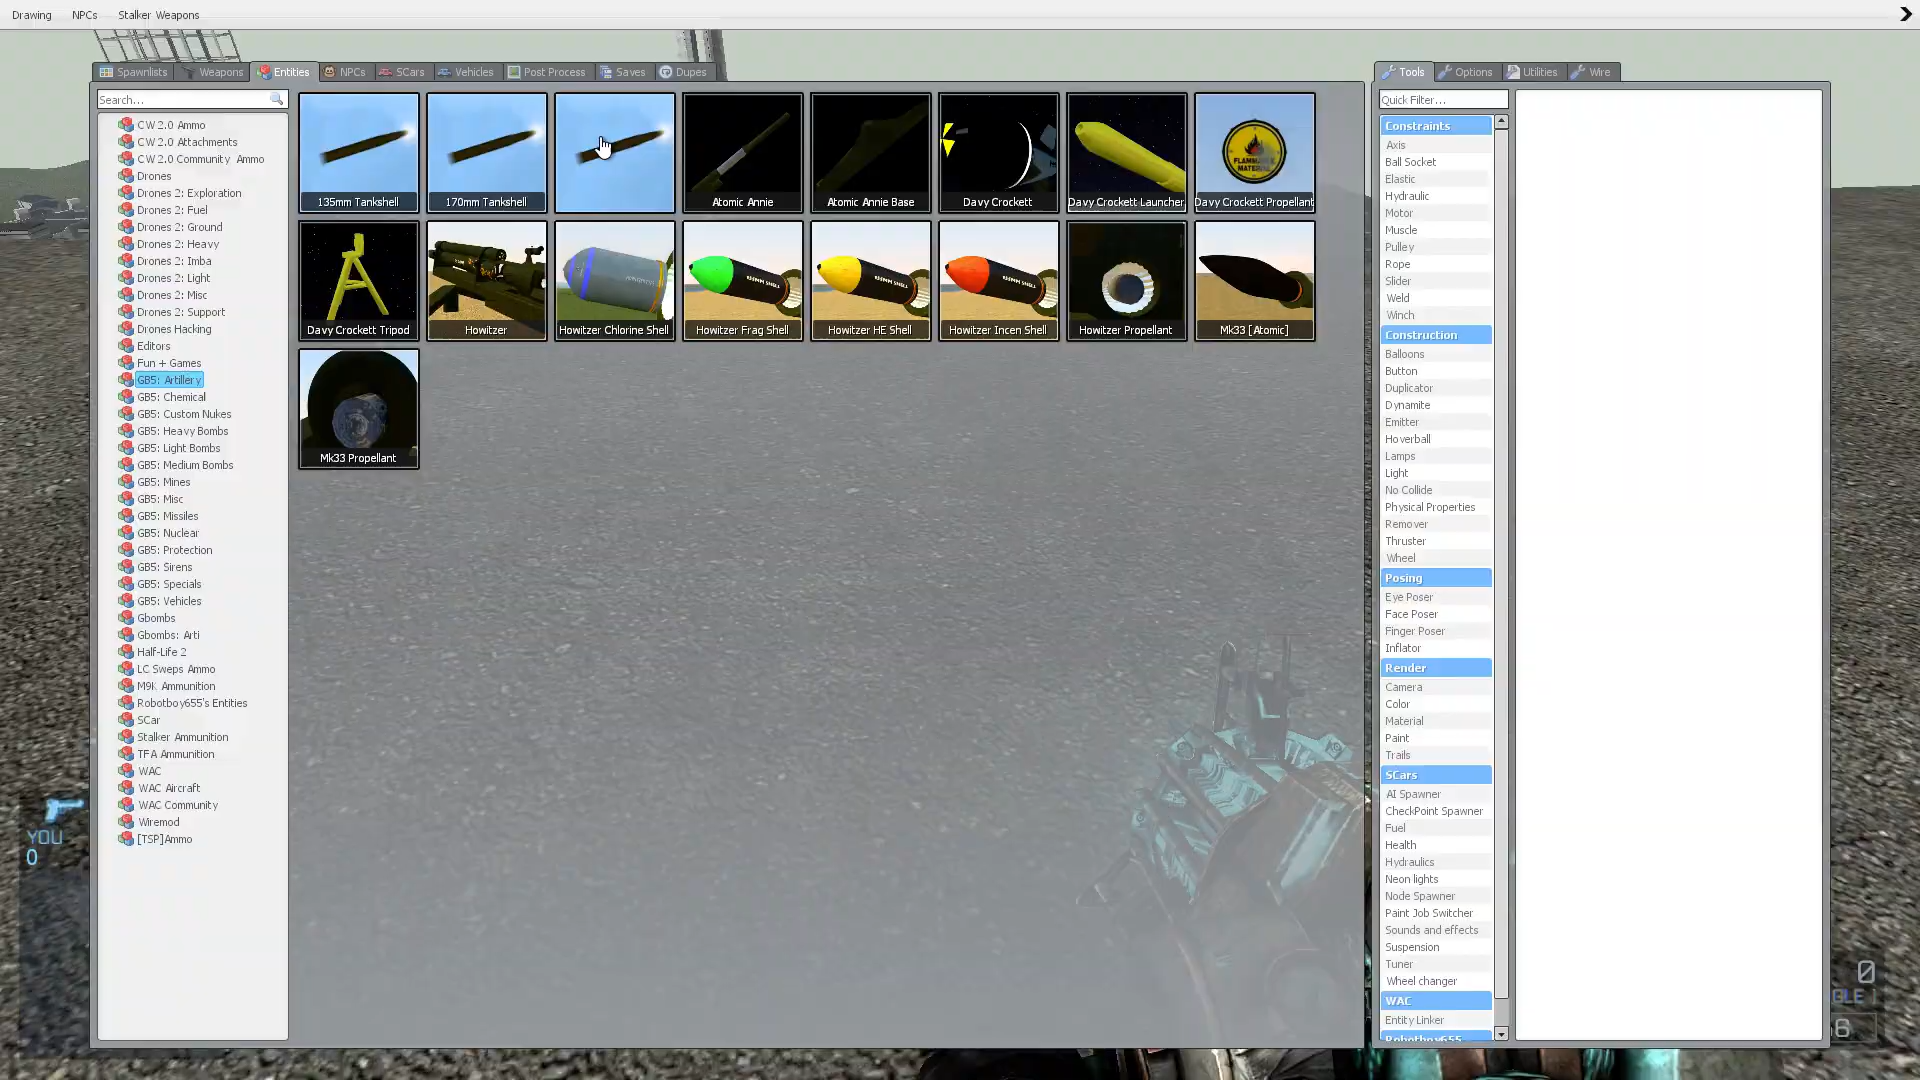 Drawing NPCs Stalker Weapons
Spawnlists Weapons Entities NPCs SCars Vehicles Post Process Saves Dupes
Search...
CW 2.0 Ammo
CW 2.0 Attachments
CW 2.0 Community Ammo
Drones
Drones 2: Exploration
Drones 2: Fuel
Drones 2: Ground
Drones 2: Heavy
Drones 2: Imba
Drones 2: Light
Drones 2: Misc
Drones 2: Support
Drones Hacking
Editors
Fun + Games
GB5: Artillery
GB5: Chemical
GB5: Custom Nukes
GB5: Heavy Bombs
GB5: Light Bombs
GB5: Medium Bombs
GB5: Mines
GB5: Misc
GB5: Missiles
GB5: Nuclear
GB5: Protection
GB5: Sirens
GB5: Specials
GB5: Vehicles
Gbombs
Gbombs: Arti
Half-Life 2
LC Sweps Ammo
M9K Ammunition
Robotboy655's Entities
SCar
Stalker Ammunition
TFA Ammunition
WAC
WAC Aircraft
WAC Community
Wiremod
[TSP]Ammo
135mm Tankshell
170mm Tankshell
Atomic Annie
Atomic Annie Base
Davy Crockett
Davy Crockett Launcher
FLAMMABLE
MATERIAL
Davy Crockett Propellant
Davy Crockett Tripod
Howitzer
Howitzer Chlorine Shell
Howitzer Frag Shell
Howitzer HE Shell
Howitzer Incen Shell
Howitzer Propellant
Mk33 [Atomic]
Mk33 Propellant
Tools Options Utilities Wire
Quick Filter...
Constraints
Axis
Ball Socket
Elastic
Hydraulic
Motor
Muscle
Pulley
Rope
Slider
Weld
Winch
Construction
Balloons
Button
Duplicator
Dynamite
Emitter
Hoverball
Lamps
Light
No Collide
Physical Properties
Remover
Thruster
Wheel
Posing
Eye Poser
Face Poser
Finger Poser
Inflator
Render
Camera
Color
Material
Paint
Trails
SCars
AI Spawner
CheckPoint Spawner
Fuel
Health
Hydraulics
Neon lights
Node Spawner
Paint Job Switcher
Sounds and effects
Suspension
Tuner
Wheel changer
WAC
Entity Linker
Robotboy655
YOU
0
0